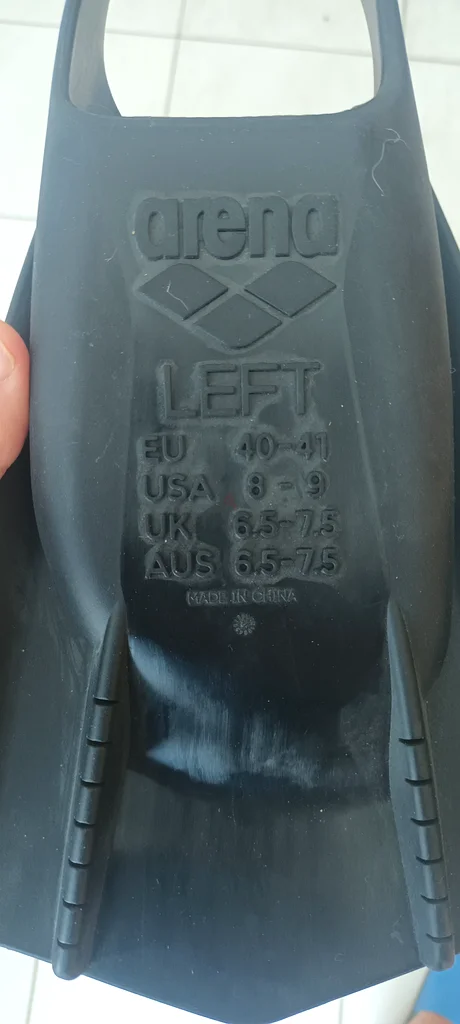 arena
LEFT
EU 40-41
USA 8 - 9
UK 6.5-7.5
AUS 6.5-7.5
MADE IN CHINA